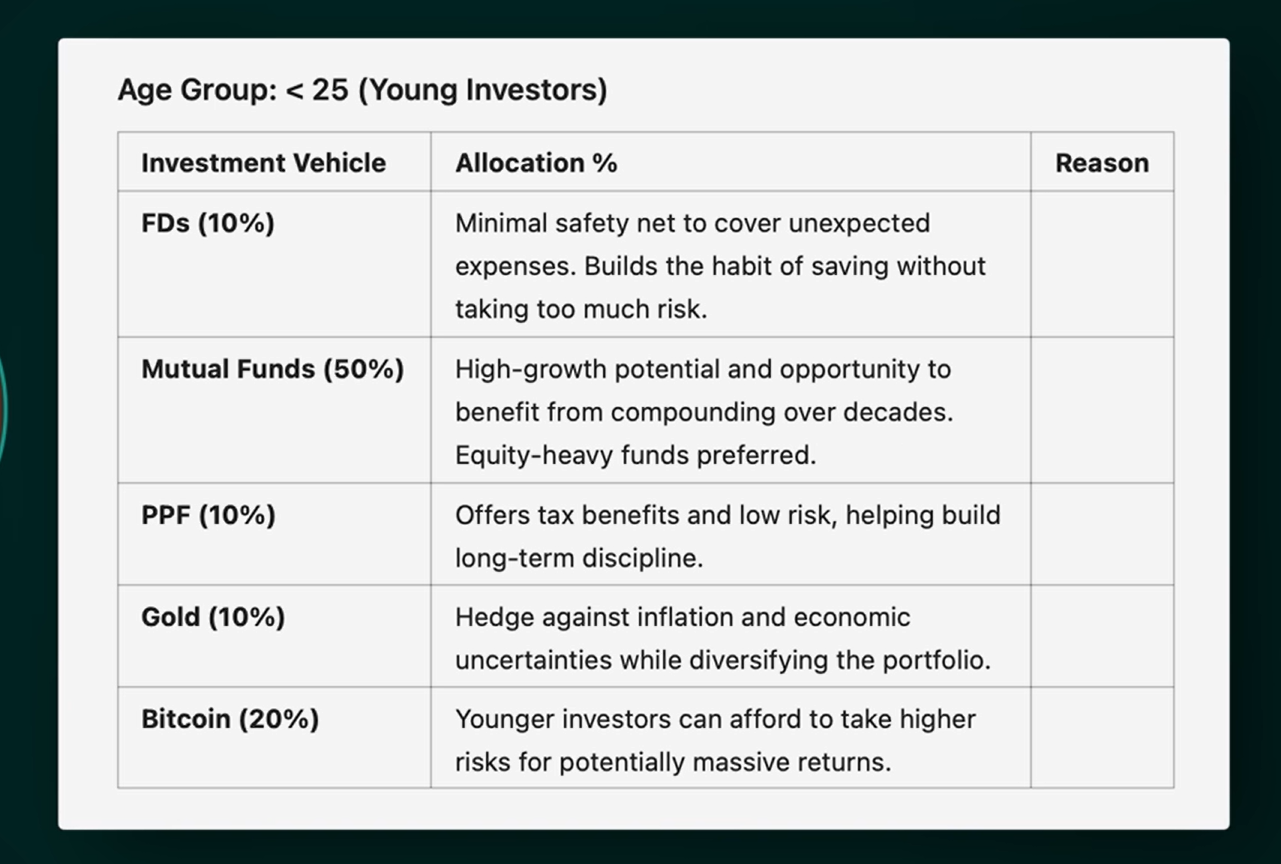 Age Group: < 25 (Young Investors)
Investment Vehicle Allocation % Reason
FDs (10%) Minimal safety net to cover unexpected
expenses. Builds the habit of saving without
taking too much risk.
Mutual Funds (50%) High-growth potential and opportunity to
benefit from compounding over decades.
Equity-heavy funds preferred.
PPF (10%) Offers tax benefits and low risk, helping build
long-term discipline.
Gold (10%) Hedge against inflation and economic
uncertainties while diversifying the portfolio.
Bitcoin (20%) Younger investors can afford to take higher
risks for potentially massive returns.